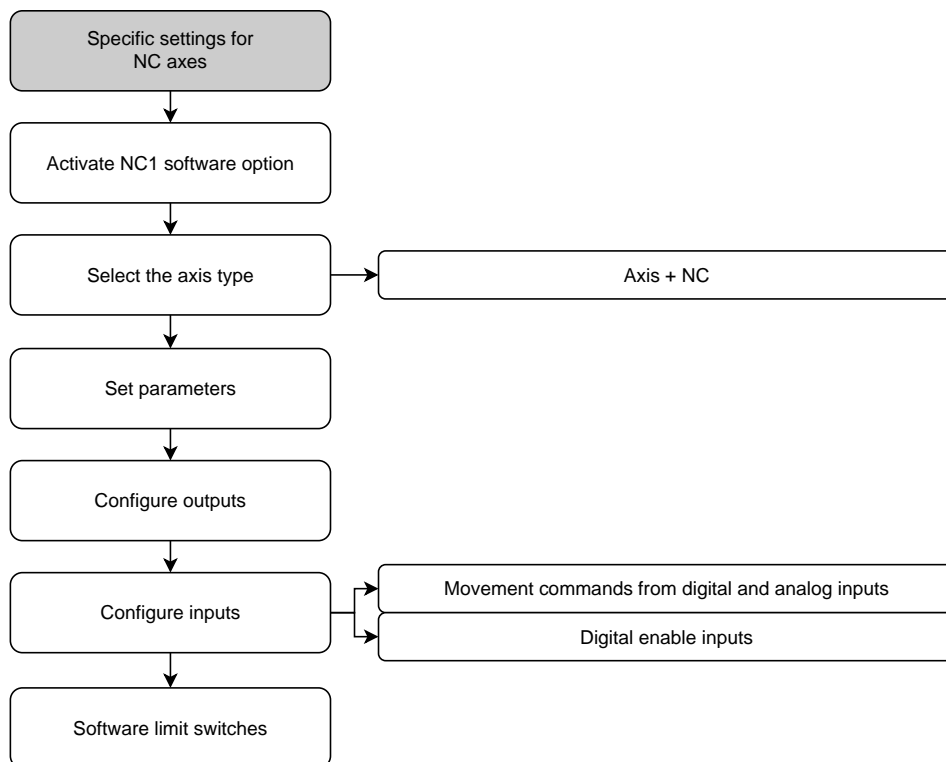 Specific settings for
NC axes
Activate NC1 software option
Select the axis type
Axis + NC
Set parameters
Configure outputs
Configure inputs
Movement commands from digital and analog inputs
Digital enable inputs
Software limit switches